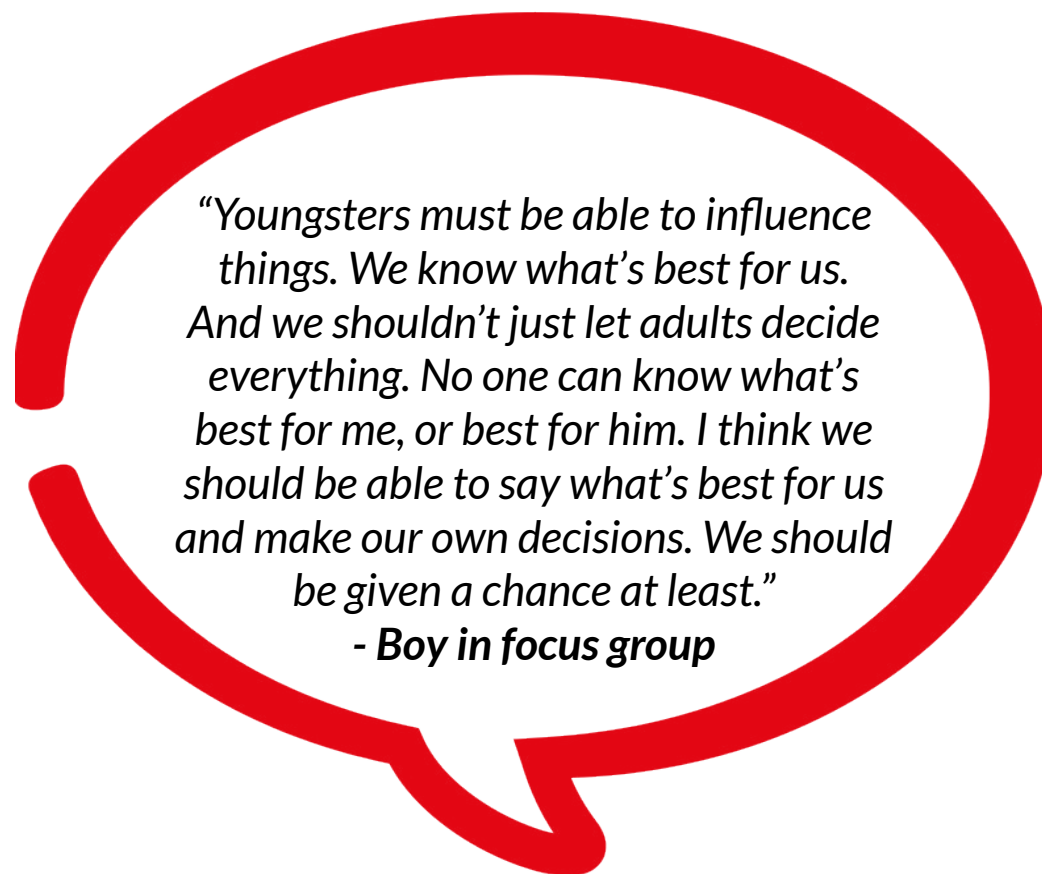 “Youngsters must be able to influence
things. We know what’s best for us.
And we shouldn’t just let adults decide
everything. No one can know what’s
best for me, or best for him. I think we
should be able to say what’s best for us
and make our own decisions. We should
be given a chance at least.”
- Boy in focus group